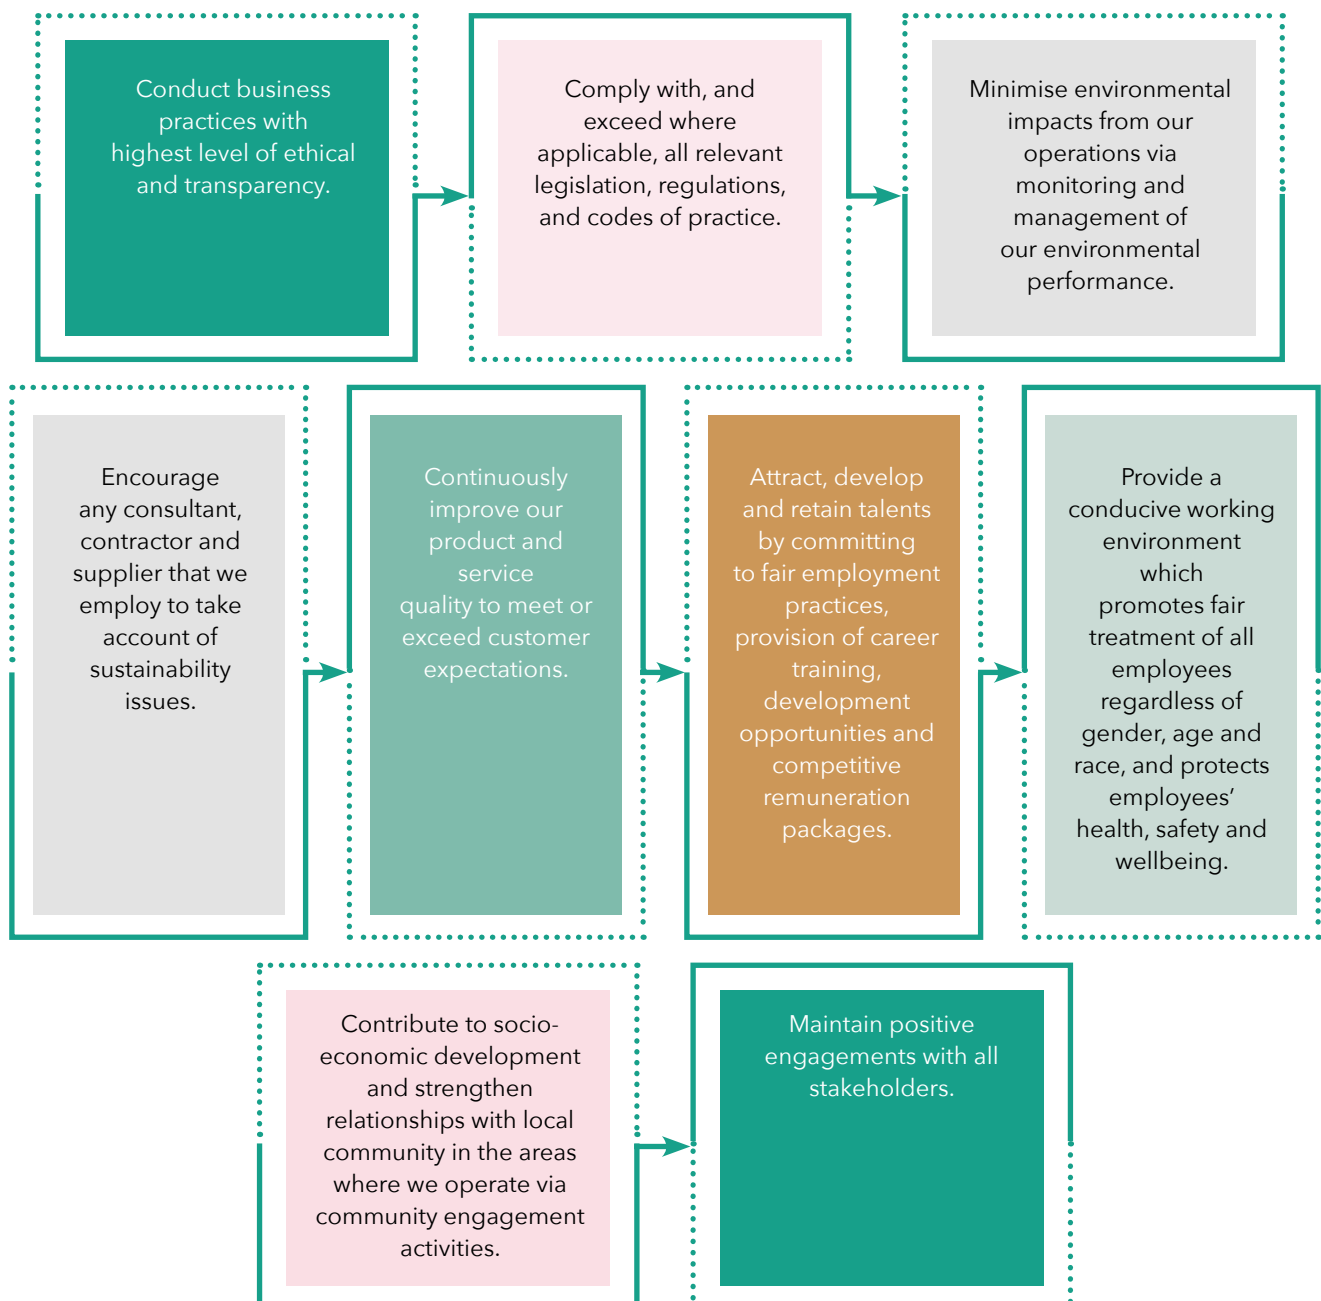 Conduct business
practices with
highest level of ethical
and transparency.
Comply with, and
exceed where
applicable, all relevant
legislation, regulations,
and codes of practice.
Minimise environmental
impacts from our
operations via
monitoring and
management of
our environmental
performance.
Encourage
any consultant,
contractor and
supplier that we
employ to take
account of
sustainability
issues.
Continuously
improve our
product and
service
quality to meet or
exceed customer
expectations.
Attract, develop
and retain talents
by committing
to fair employment
practices,
provision of career
training,
development
opportunities and
competitive
remuneration
packages.
Provide a
conducive working
environment
which
promotes fair
treatment of all
employees
regardless of
gender, age and
race, and protects
employees’
health, safety and
wellbeing.
Contribute to socio-
economic development
and strengthen
relationships with local
community in the areas
where we operate via
community engagement
activities.
Maintain positive
engagements with all
stakeholders.